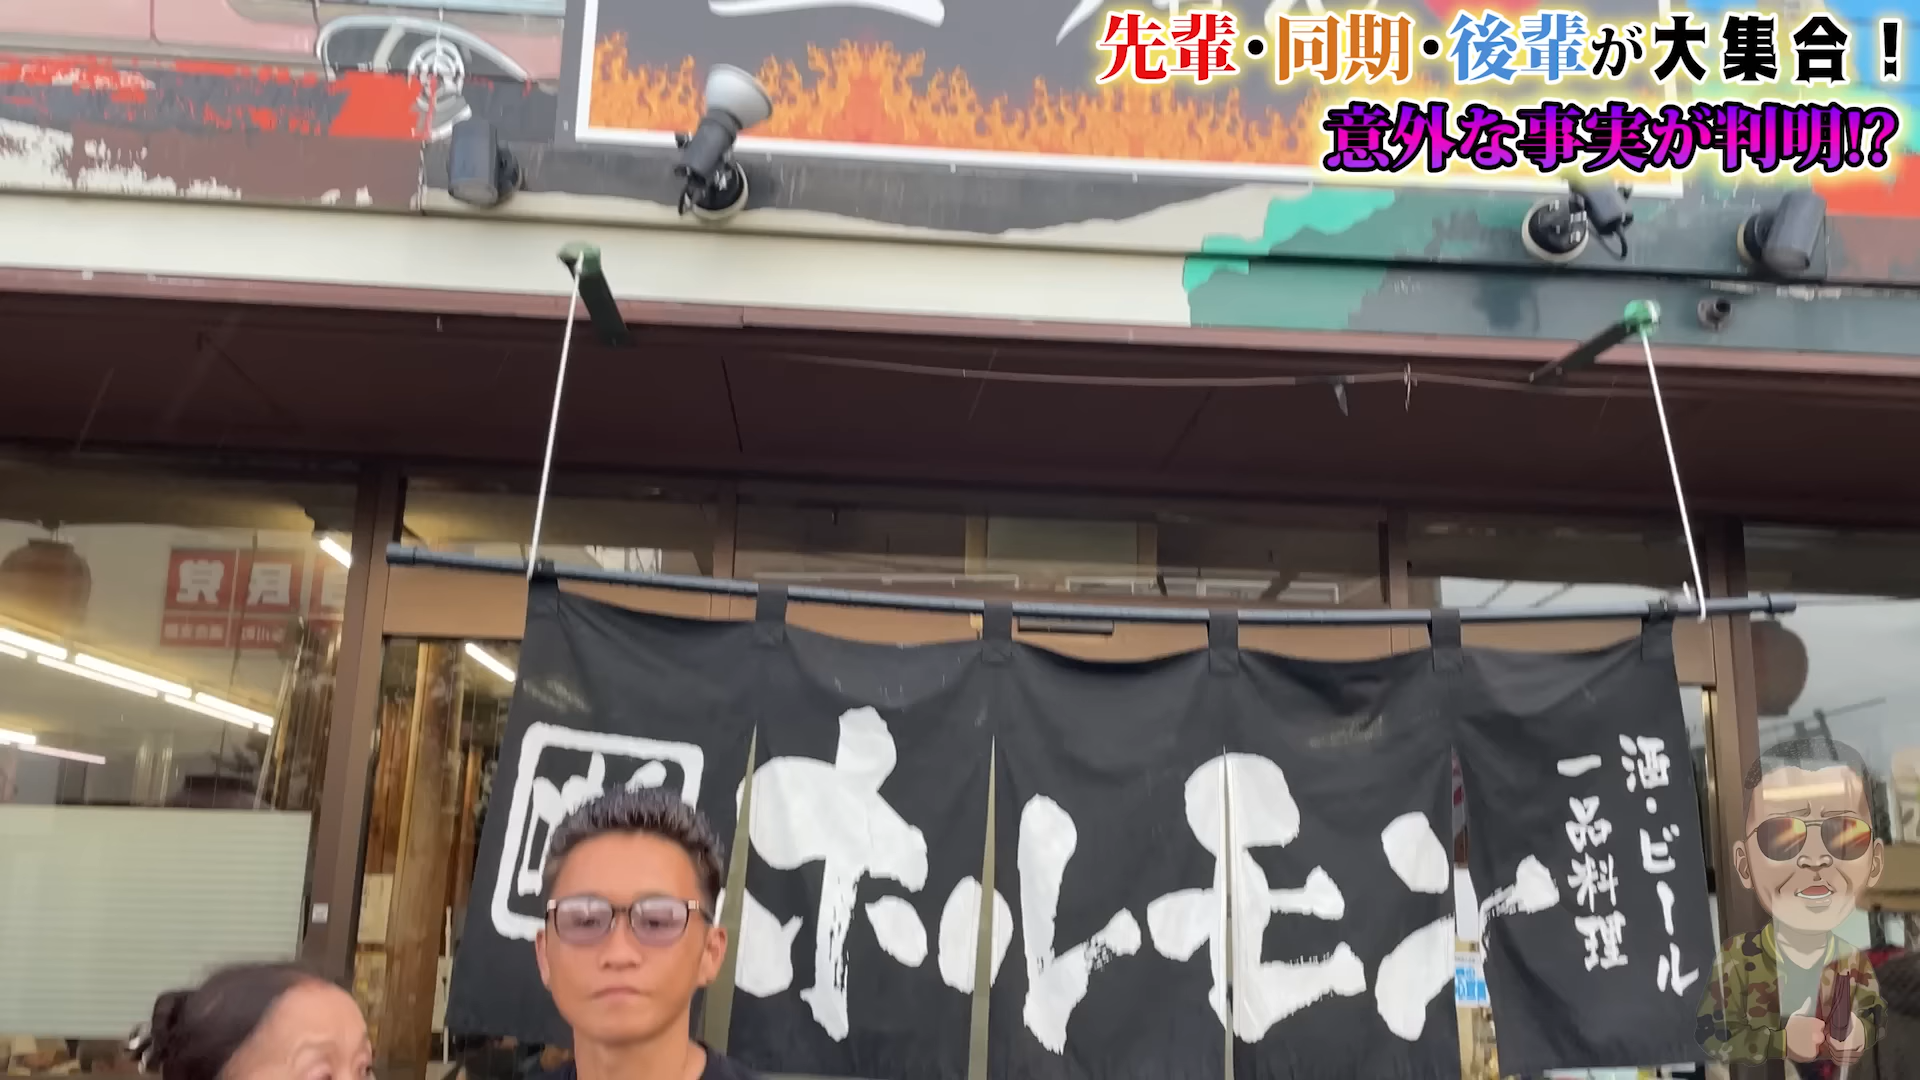 先輩・同期・後輩が大集合！
意外な事実が判明!?
ホルモン
酒・ビール
一品料理